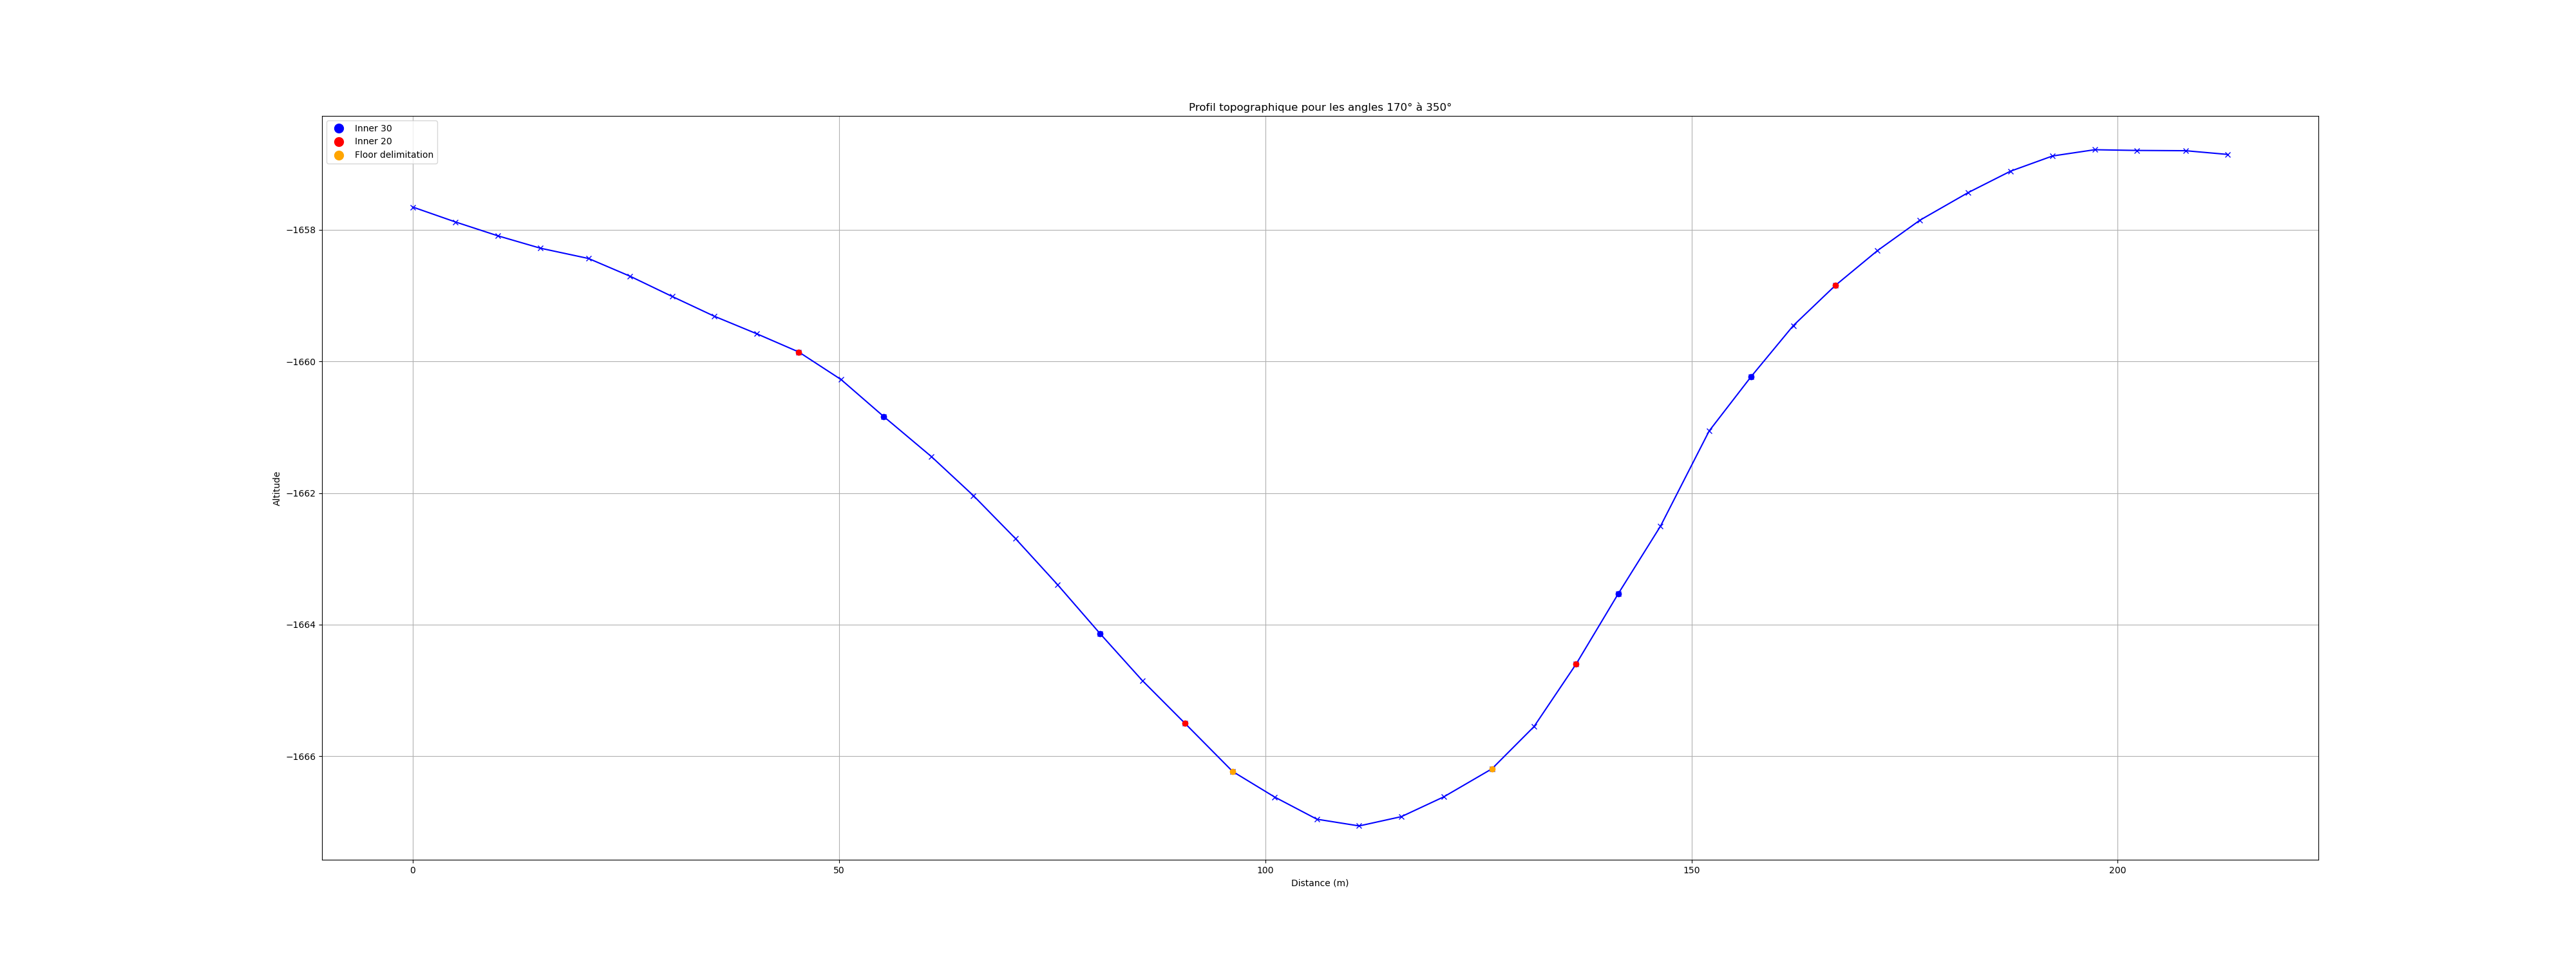 Profil topographique pour les angles 170° à 350°
Inner 30
Inner 20
Floor delimitation
Altitude
−1658
−1660
−1662
−1664
−1666
0 50 100 150 200
Distance (m)